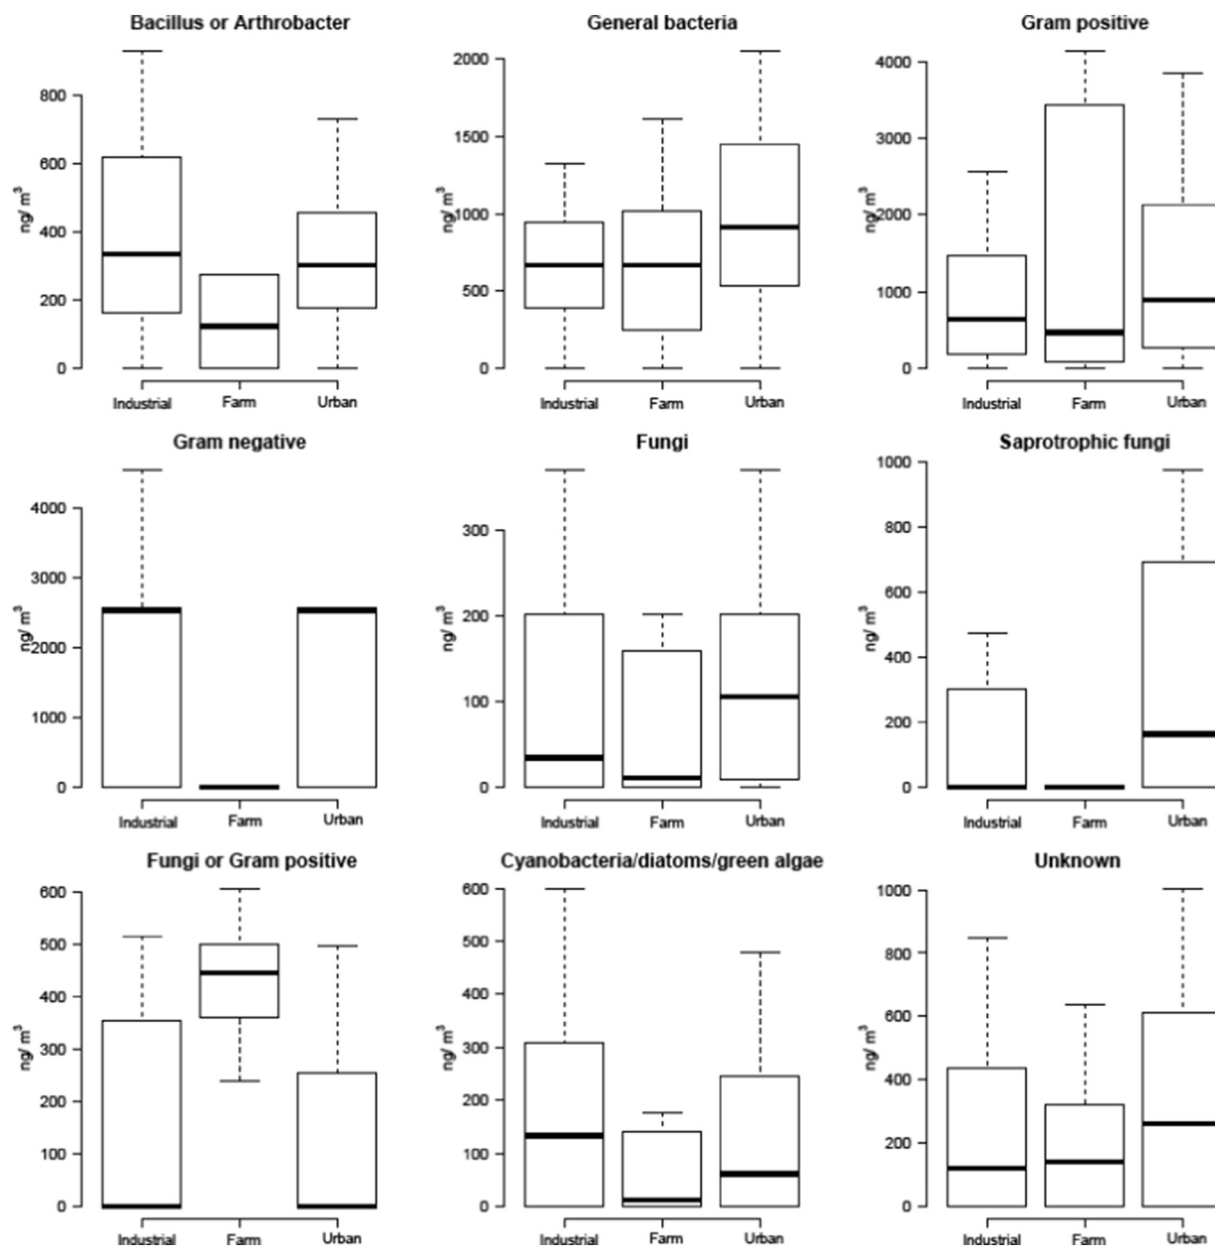 Bacillus or Arthrobacter
General bacteria
Gram positive
ng/ m³
800
600
400
200
0
Industrial Farm Urban
ng/ m³
2000
1500
1000
500
0
Industrial Farm Urban
ng/ m³
4000
3000
2000
1000
0
Industrial Farm Urban
Gram negative
Fungi
Saprotrophic fungi
ng/ m³
4000
3000
2000
1000
0
Industrial Farm Urban
ng/ m³
300
200
100
0
Industrial Farm Urban
ng/ m³
1000
800
600
400
200
0
Industrial Farm Urban
Fungi or Gram positive
Cyanobacteria/diatoms/green algae
Unknown
ng/ m³
600
500
400
300
200
100
0
Industrial Farm Urban
ng/ m³
600
500
400
300
200
100
0
Industrial Farm Urban
ng/ m³
1000
800
600
400
200
0
Industrial Farm Urban